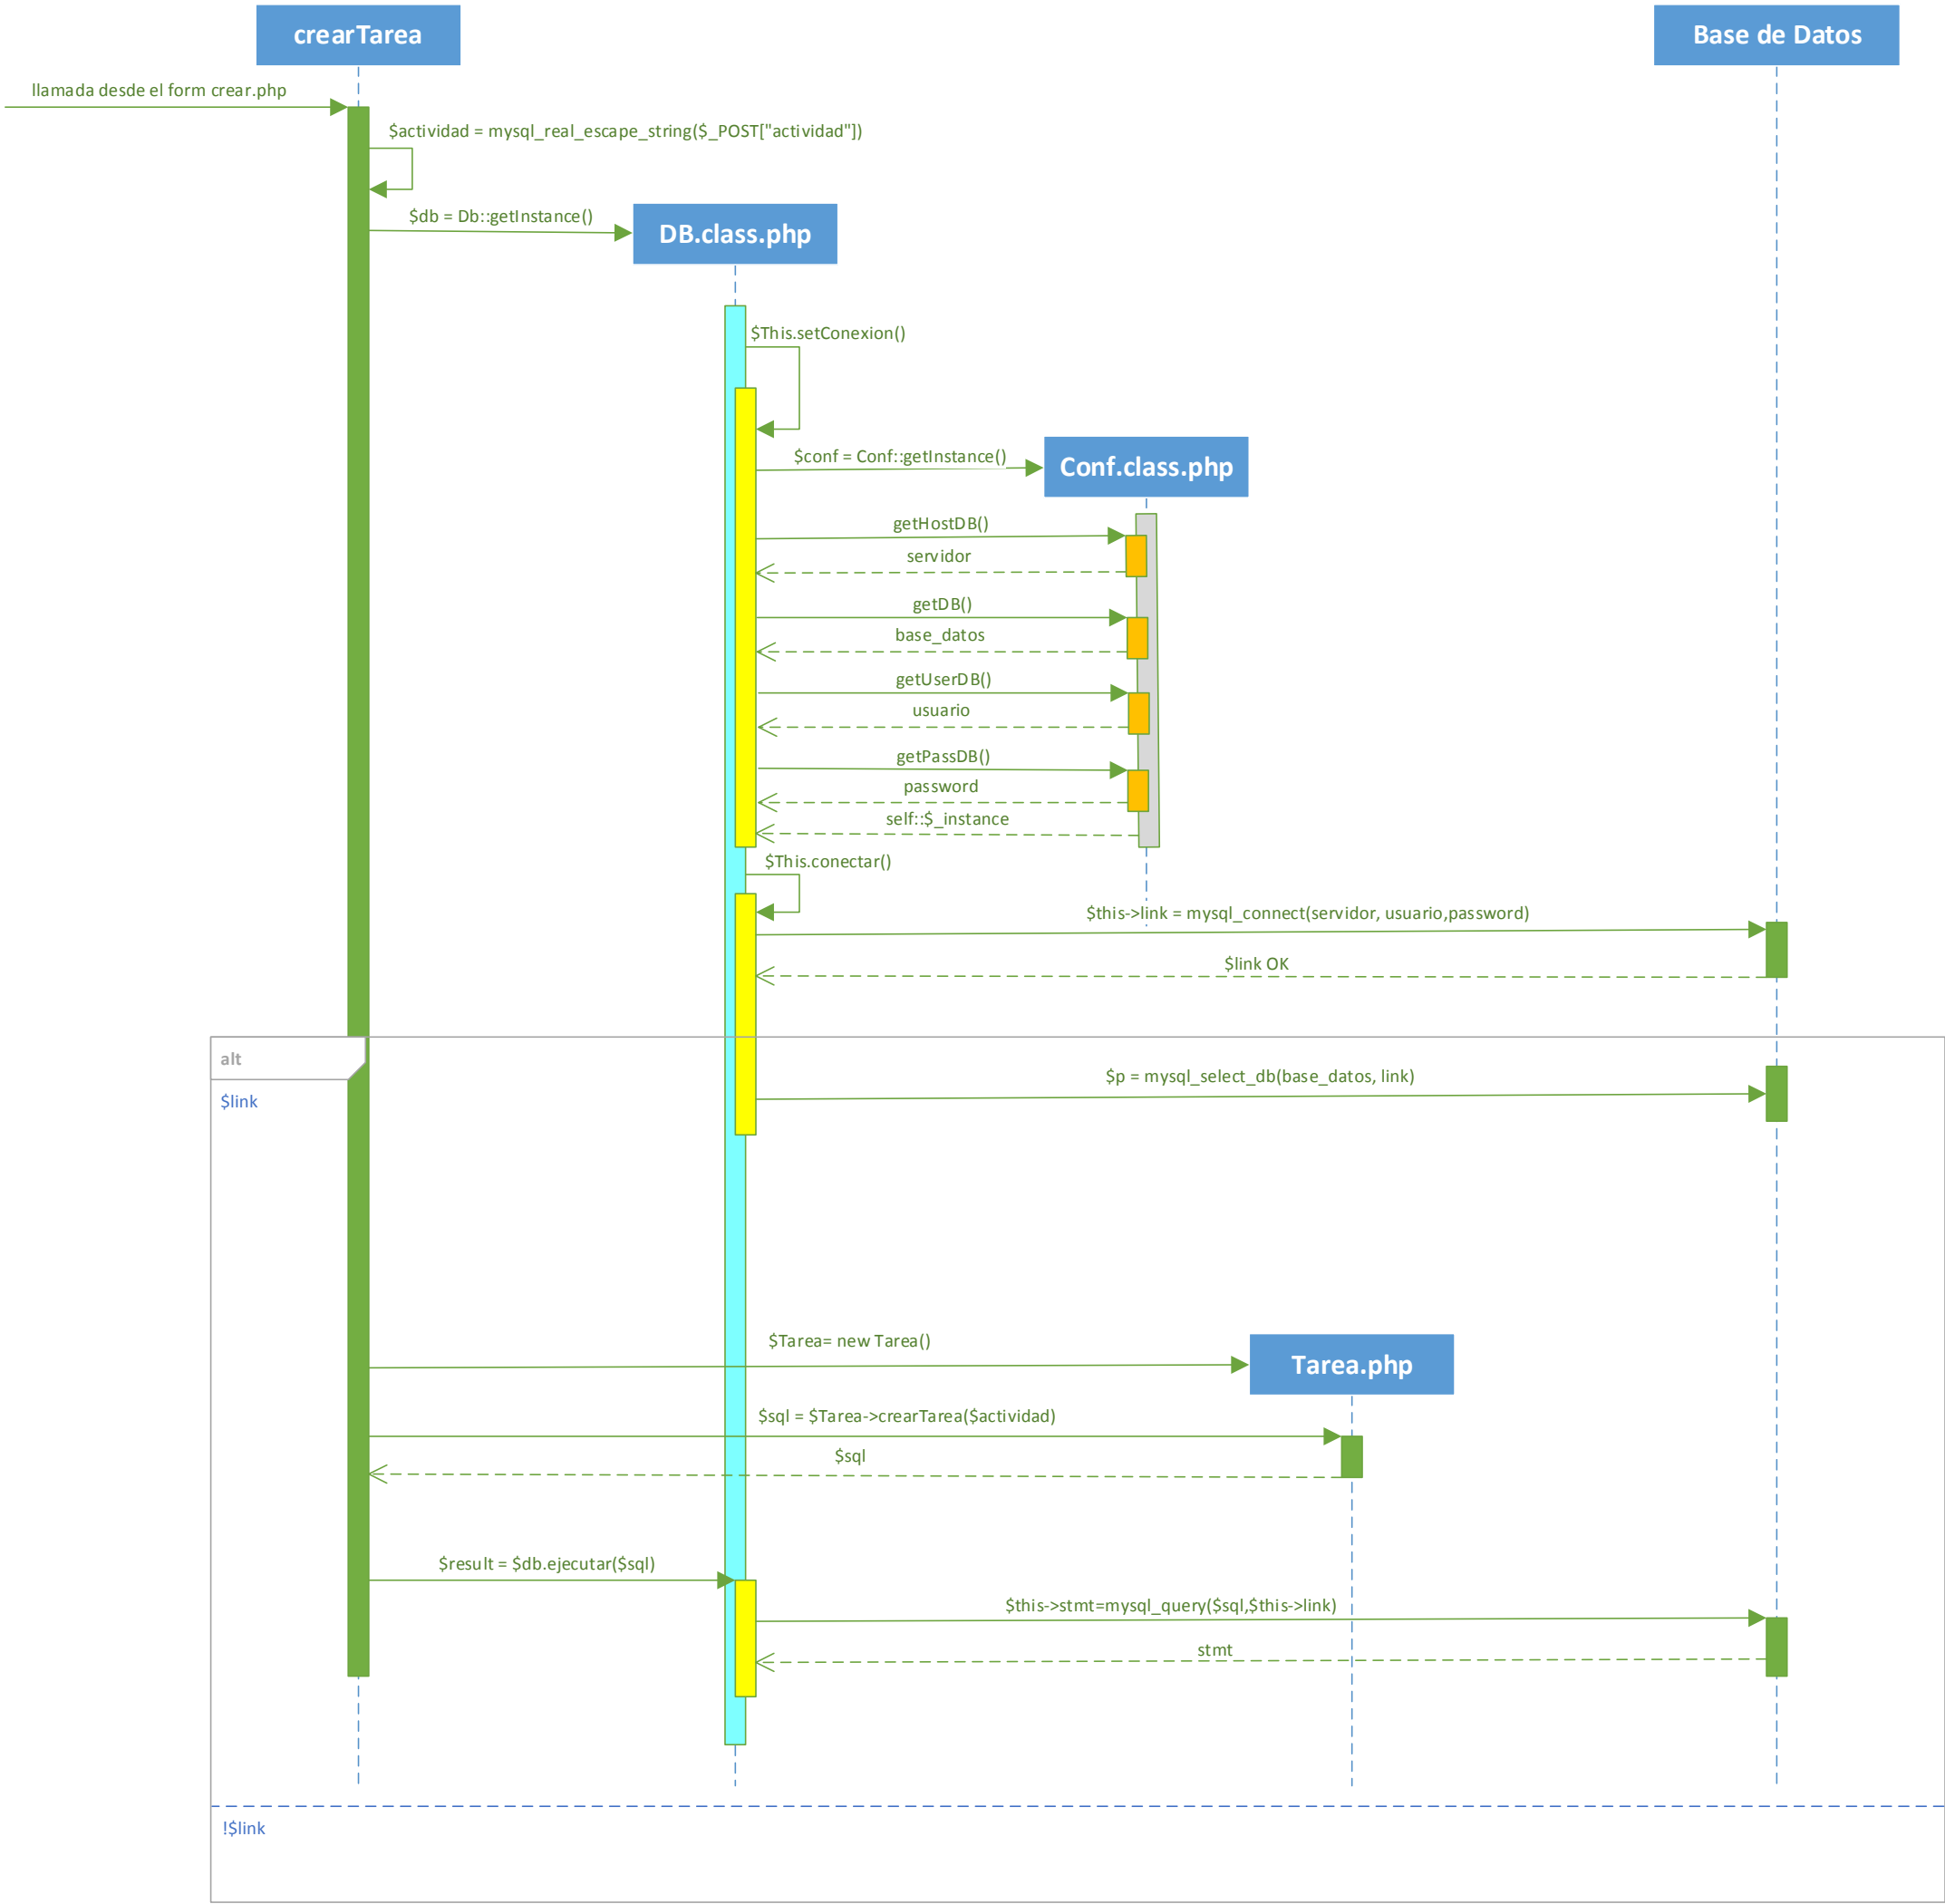 crearTarea
Base de Datos
llamada desde el form crear.php
$actividad = mysql_real_escape_string($_POST["actividad"])
$db = Db::getInstance()
DB.class.php
$This.setConexion()
$conf = Conf::getInstance()
Conf.class.php
getHostDB()
servidor
getDB()
base_datos
getUserDB()
usuario
getPassDB()
password
self::$_instance
$This.conectar()
$this->link = mysql_connect(servidor, usuario,password)
$link OK
alt
$p = mysql_select_db(base_datos, link)
$link
$Tarea= new Tarea()
Tarea.php
$sql = $Tarea->crearTarea($actividad)
$sql
$result = $db.ejecutar($sql)
$this->stmt=mysql_query($sql,$this->link)
stmt
!$link